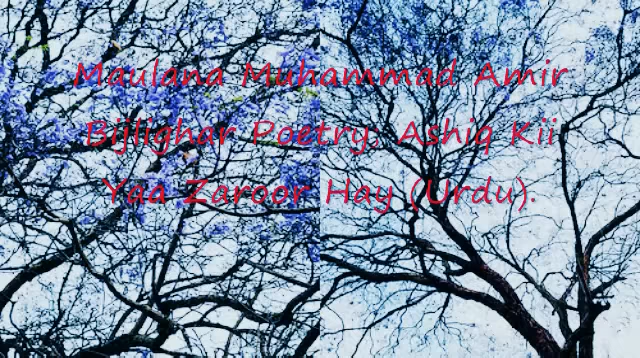 Maulana Muhammad Amir
Bijlighar Poetry, Ashiq Kii
Yaa Zaroor Hay (Urdu).